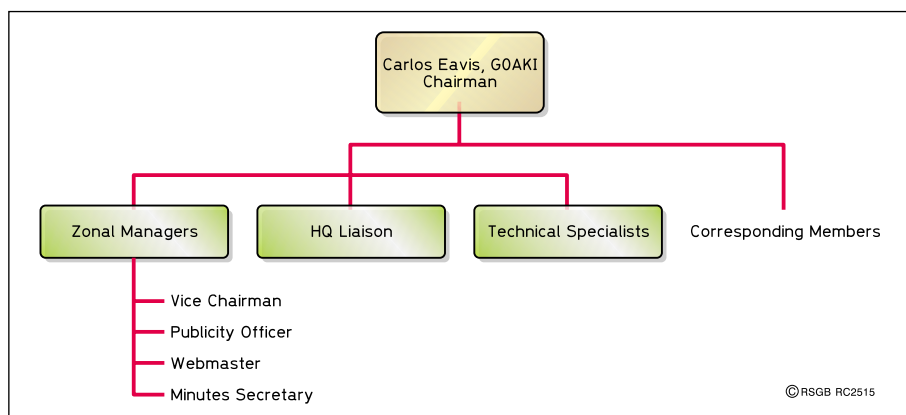 Carlos Eavis, G0AKI
Chairman
Zonal Managers
HQ Liaison
Technical Specialists
Corresponding Members
Vice Chairman
Publicity Officer
Webmaster
Minutes Secretary
©RSGB RC2515